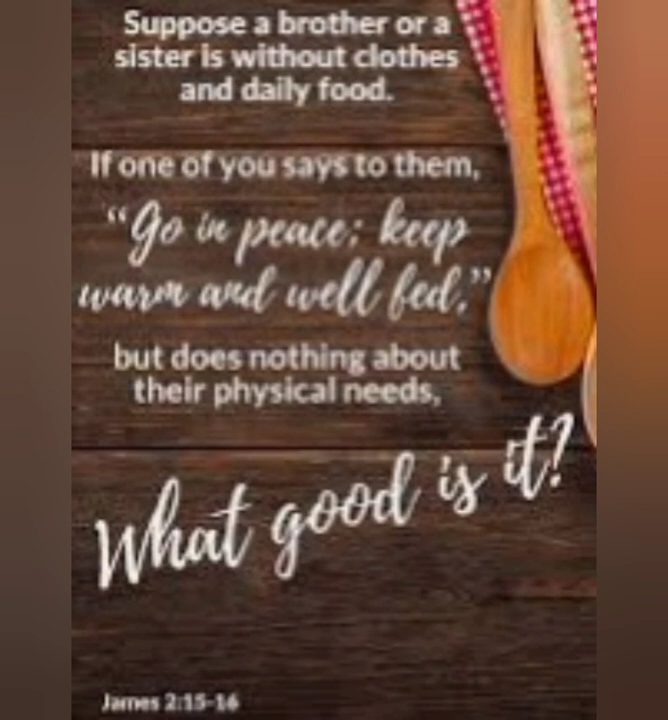 Suppose a brother or a
sister is without clothes
and daily food.
If one of you says to them,
“Go in peace; keep
warm and well fed,”
but does nothing about
their physical needs,
What good is it?
James 2:15-16